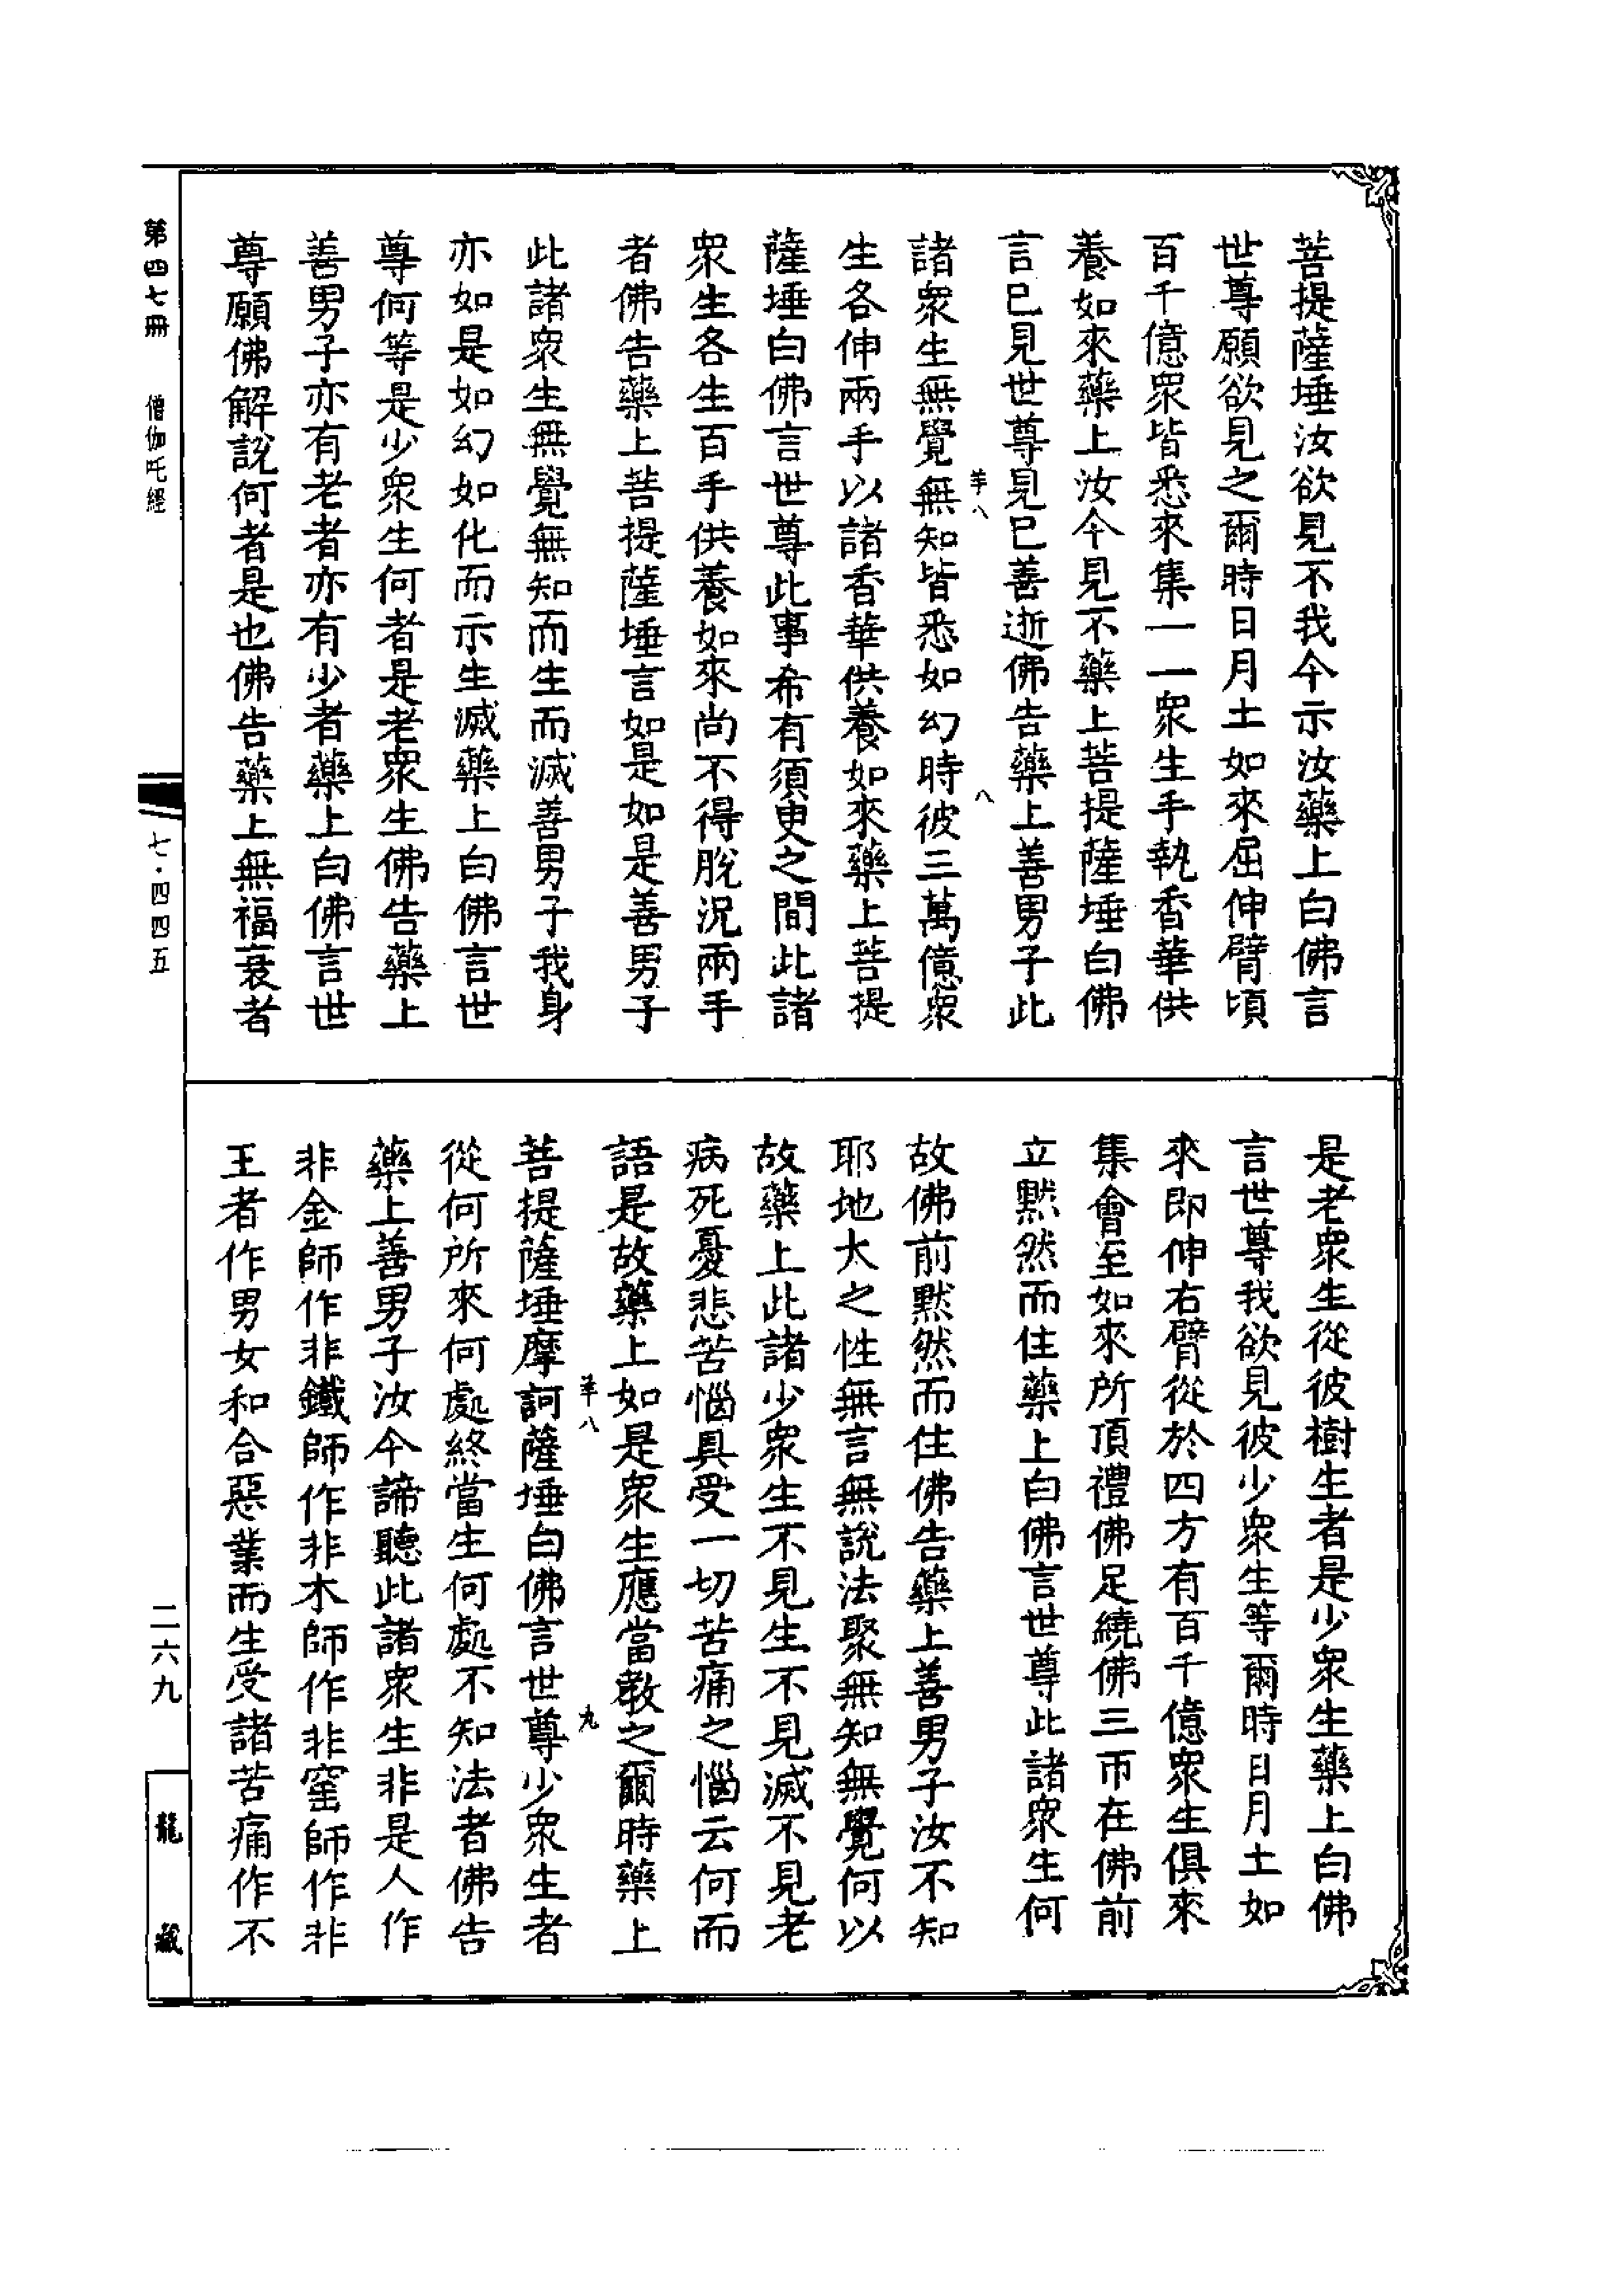 菩提薩埵汝欲見不我今示汝藥上白佛言
世尊願欲見之爾時日月土如來屈伸臂頃
百千億衆皆悉來集一一衆生手執香華供
養如來藥上汝今見不藥上菩提薩埵白佛
言已見世尊見已善逝佛告藥上善男子此
羊八
八
諸衆生無覺無知皆悉如幻時彼三萬億衆
生各伸兩手以諸香華供養如來藥上菩提
薩埵白佛言世尊此事希有須臾之間此諸
衆生各生百手供養如來尚不得脫況兩手
者佛告藥上菩提薩埵言如是如是善男子
此諸衆生無覺無知而生而滅善男子我身
亦如是如幻如化而示生滅藥上白佛言世
尊何等是少衆生何者是老衆生佛告藥上
善男子亦有老者亦有少者藥上白佛言世
尊願佛解說何者是也佛告藥上無福衰者
是老衆生從彼樹生者是少衆生藥上白佛
言世尊我欲見彼少衆生等爾時日月土如
來即伸右臂從於四方有百千億衆生俱來
集會至如來所頂禮佛足繞佛三帀在佛前
立默然而住藥上白佛言世尊此諸衆生何
故佛前默然而住佛告藥上善男子汝不知
耶地大之性無言無說法聚無知無覺何以
故藥上此諸少衆生不見生不見滅不見老
病死憂悲苦惱具受一切苦痛之惱云何而
語是故藥上如是衆生應當教之爾時藥上
羊八
九
菩提薩埵摩訶薩埵白佛言世尊少衆生者
從何所來何處終當生何處不知法者佛告
藥上善男子汝今諦聽此諸衆生非是人作
非金師作非鐵師作非木師作非窑師作非
王者作男女和合惡業而生受諸苦痛作不
第四七冊
僧伽吒經
七·四四五
二六九
龍藏